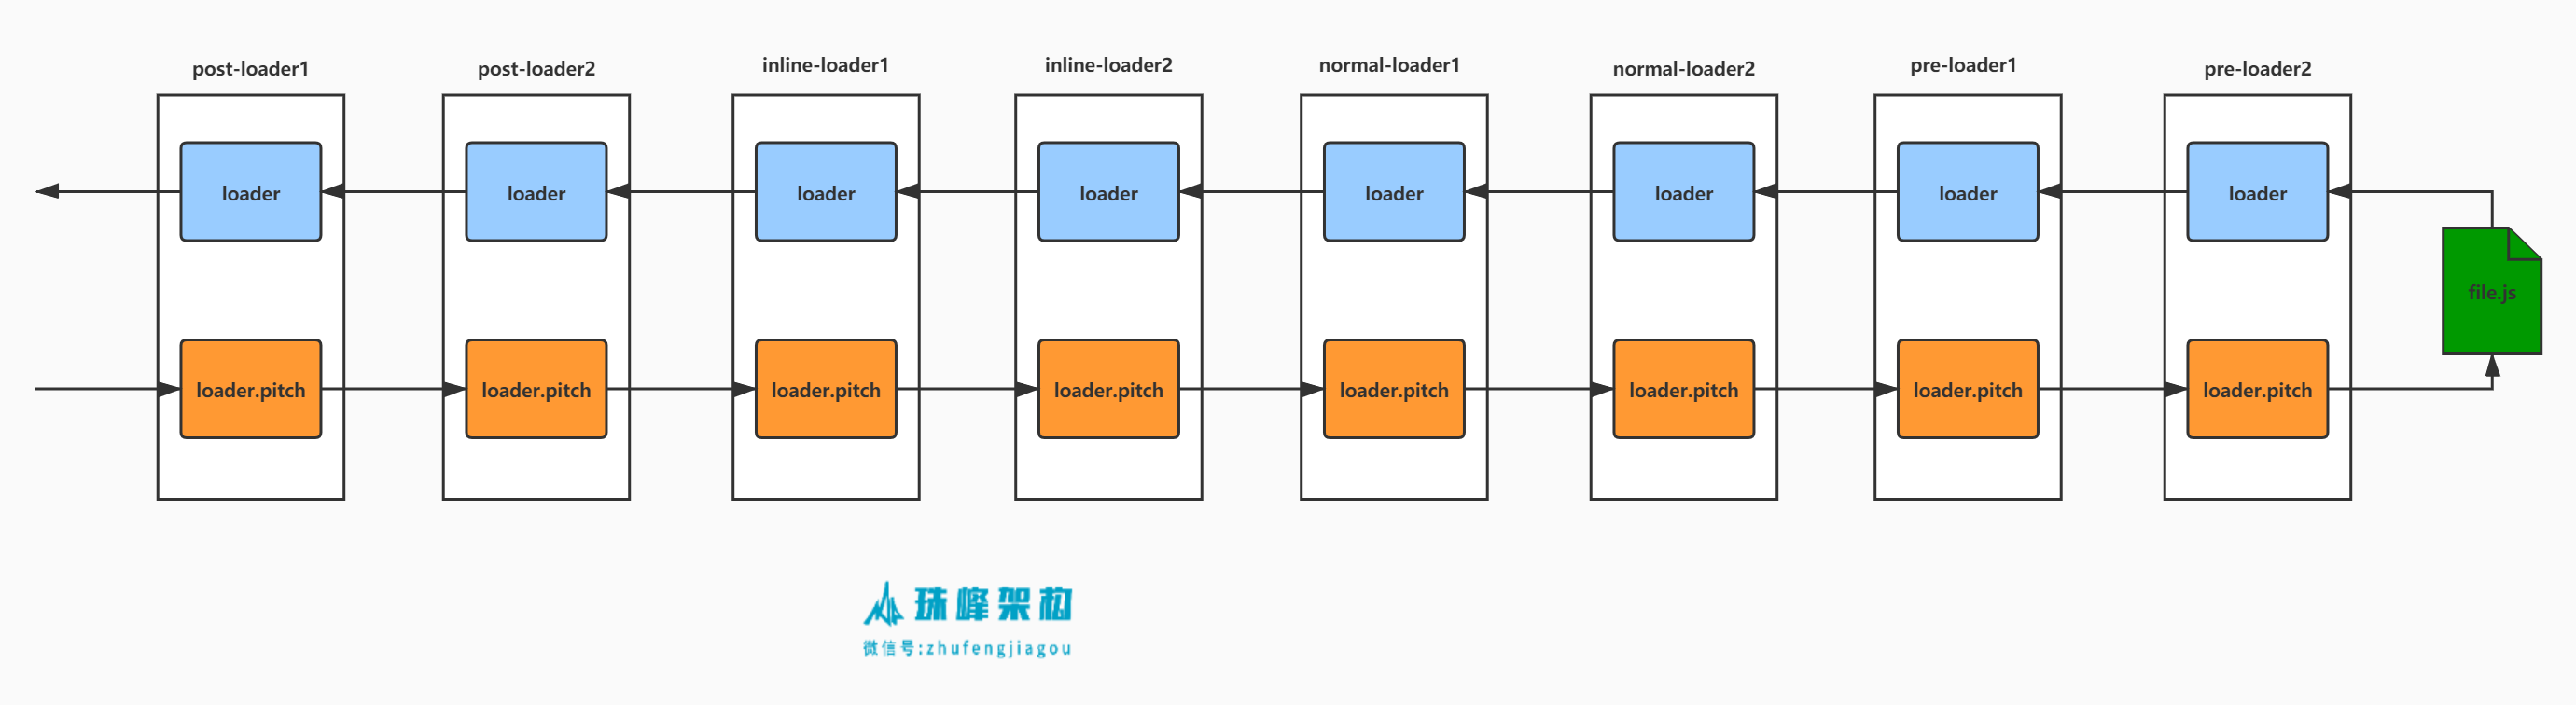 post-loader1
post-loader2
inline-loader1
inline-loader2
normal-loader1
normal-loader2
pre-loader1
pre-loader2
loader
loader
loader
loader
loader
loader
loader
loader
file.js
loader.pitch
loader.pitch
loader.pitch
loader.pitch
loader.pitch
loader.pitch
loader.pitch
loader.pitch
珠峰架构
微信号:zhufengjiagou